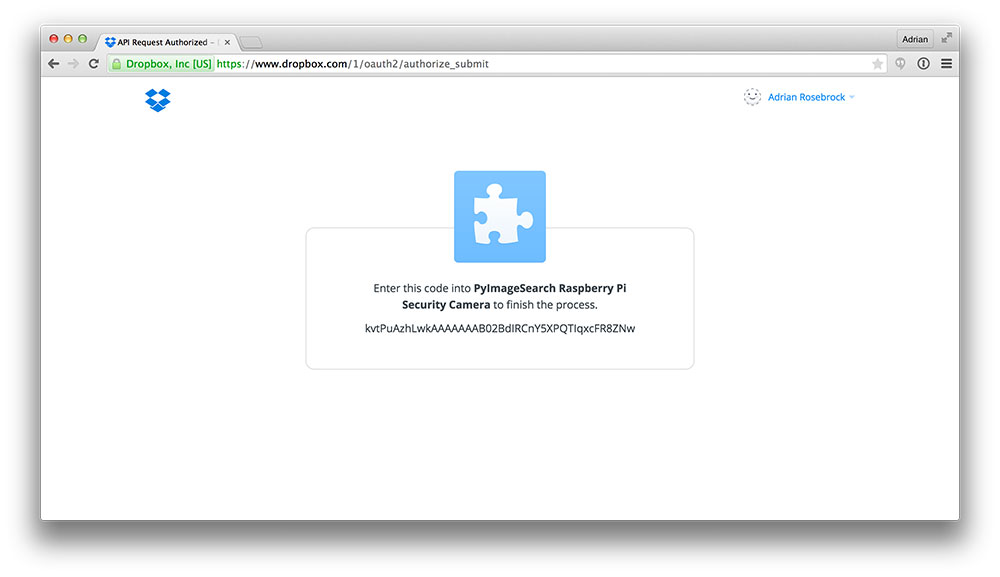 API Request Authorized -
Adrian
Dropbox, Inc [US] https://www.dropbox.com/1/oauth2/authorize_submit
Adrian Rosebrock
Enter this code into PyImageSearch Raspberry Pi
Security Camera to finish the process.
kvtPuAzhLwkAAAAAAAB02BdIRCnY5XPQTIqxcFR8ZNw